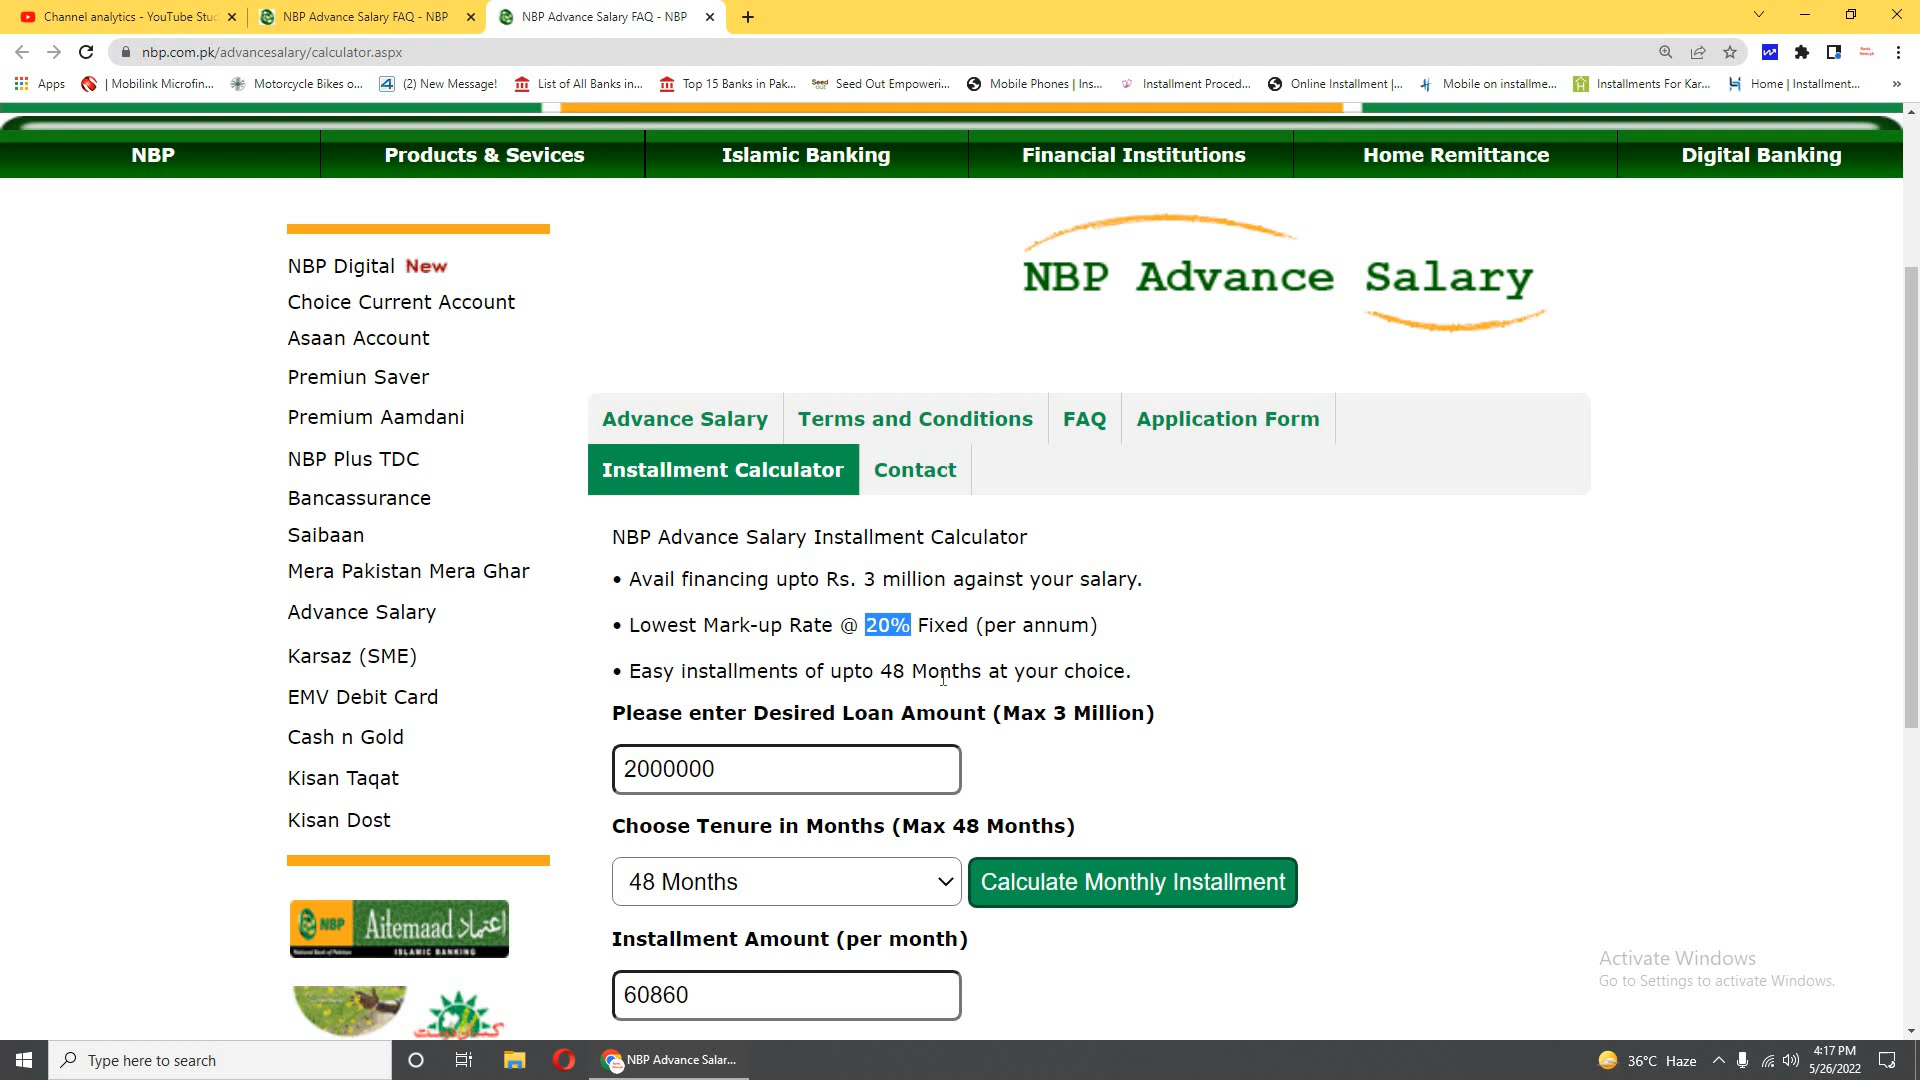 Channel analytics - YouTube Stu
NBP Advance Salary FAQ - NBP
NBP Advance Salary FAQ - NBP
nbp.com.pk/advancesalary/calculator.aspx
Apps
| Mobilink Microfin...
Motorcycle Bikes o...
(2) New Message!
List of All Banks in...
Top 15 Banks in Pak...
Seed Out Empoweri...
Mobile Phones | Ins...
Installment Proced...
Online Installment |...
Mobile on installme...
Installments For Kar...
Home | Installment...
NBP
Products & Sevices
Islamic Banking
Financial Institutions
Home Remittance
Digital Banking
NBP Advance Salary
NBP Digital New
Choice Current Account
Asaan Account
Premiun Saver
Premium Aamdani
NBP Plus TDC
Bancassurance
Saibaan
Mera Pakistan Mera Ghar
Advance Salary
Karsaz (SME)
EMV Debit Card
Cash n Gold
Kisan Taqat
Kisan Dost
NBP Aitemaad اعتماد
National Bank of Pakistan ISLAMIC BANKING
کسان دوست
Advance Salary
Terms and Conditions
FAQ
Application Form
Installment Calculator
Contact
NBP Advance Salary Installment Calculator
• Avail financing upto Rs. 3 million against your salary.
• Lowest Mark-up Rate @ 20% Fixed (per annum)
• Easy installments of upto 48 Months at your choice.
Please enter Desired Loan Amount (Max 3 Million)
2000000
Choose Tenure in Months (Max 48 Months)
48 Months
Calculate Monthly Installment
Installment Amount (per month)
60860
Activate Windows
Go to Settings to activate Windows.
Type here to search
NBP Advance Salar...
36°C Haze
4:17 PM
5/26/2022